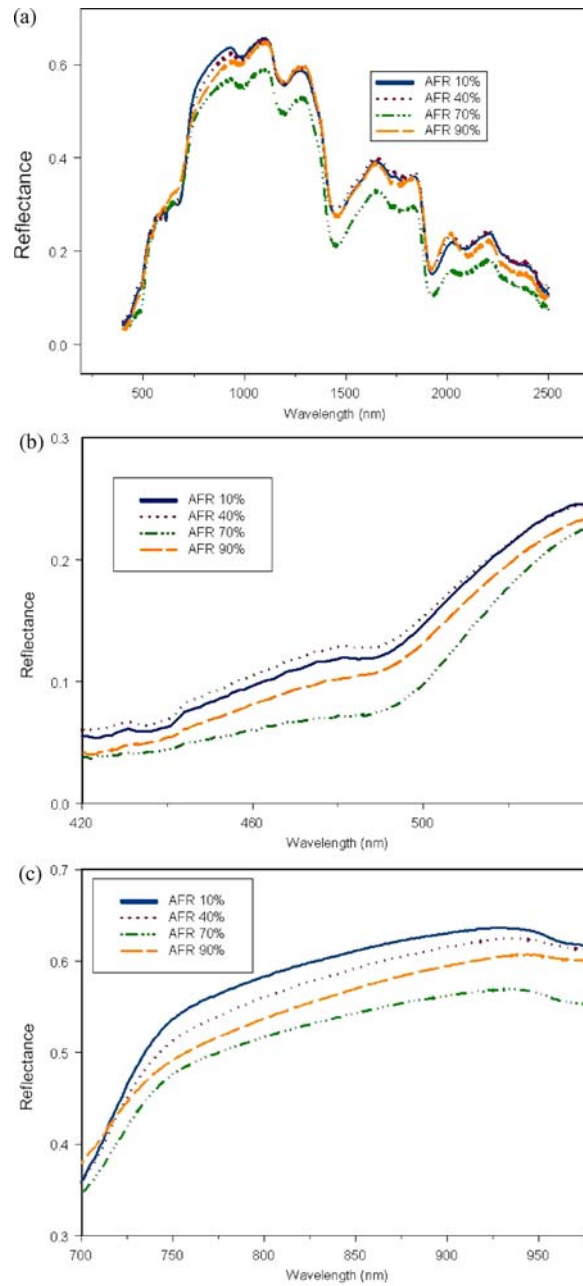 (a)
0.6
0.4
0.2
0.0
Reflectance
AFR 10%
AFR 40%
AFR 70%
AFR 90%
500 1000 1500 2000 2500
Wavelength (nm)
(b)
0.3
0.2
0.1
0.0
Reflectance
AFR 10%
AFR 40%
AFR 70%
AFR 90%
420 460 500
Wavelength (nm)
(c)
0.7
0.6
0.5
0.4
0.3
Reflectance
AFR 10%
AFR 40%
AFR 70%
AFR 90%
700 750 800 850 900 950
Wavelength (nm)